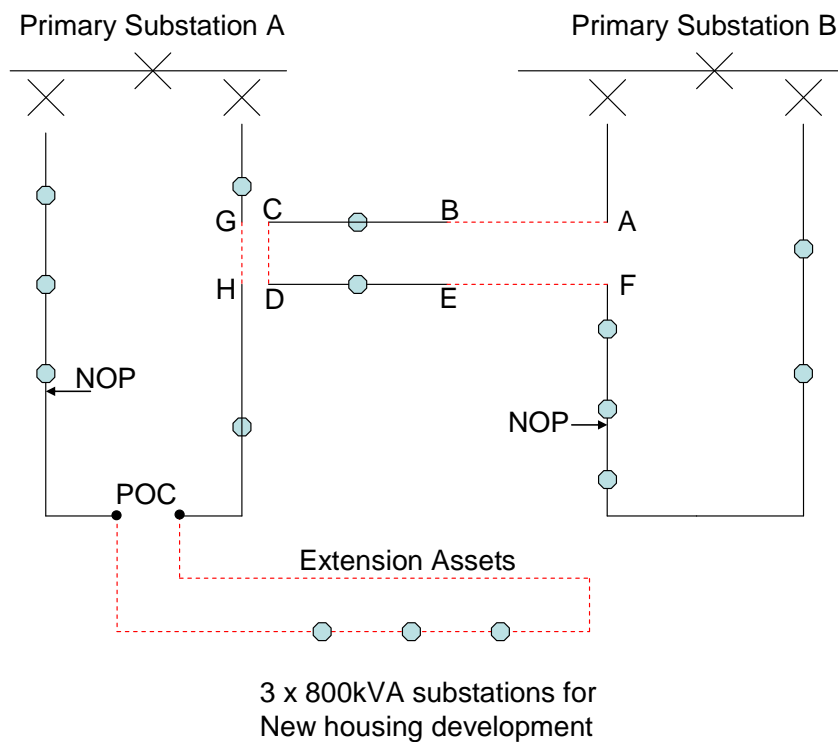 Primary Substation A
Primary Substation B
G
C
B
A
H
D
E
F
NOP
NOP
POC
Extension Assets
3 x 800kVA substations for
New housing development